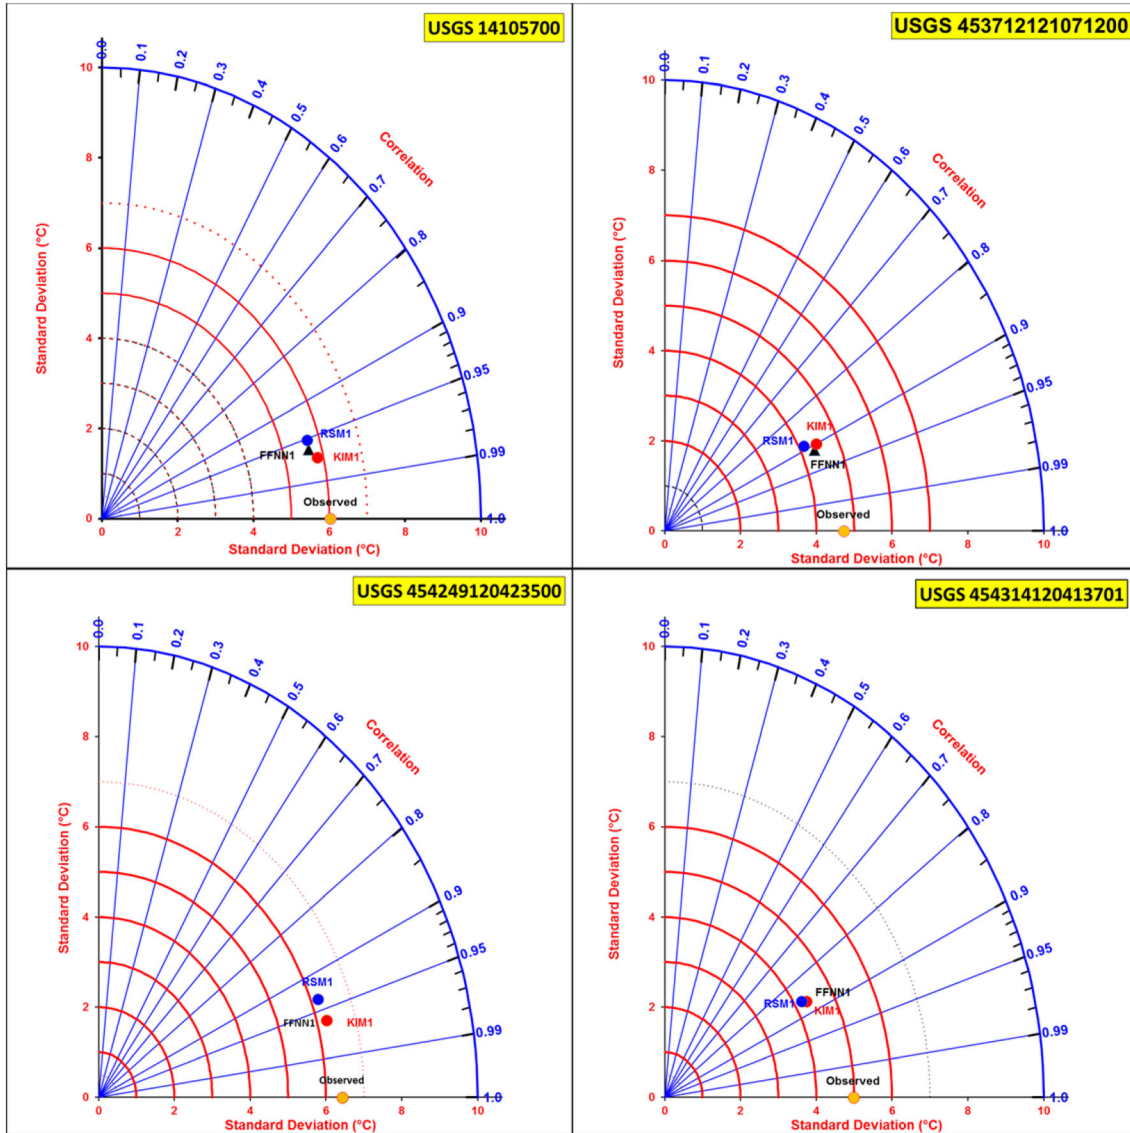 USGS 14105700
0.0
0.1
0.2
0.3
0.4
0.5
0.6
0.7
0.8
0.9
0.95
0.99
1.0
Correlation
10
8
6
4
2
0
Standard Deviation (°C)
RSM1
FFNN1
KIM1
Observed
0 2 4 6 8 10
Standard Deviation (°C)
USGS 453712121071200
0.0
0.1
0.2
0.3
0.4
0.5
0.6
0.7
0.8
0.9
0.95
0.99
1.0
Correlation
10
8
6
4
2
0
Standard Deviation (°C)
KIM1
RSM1
FFNN1
Observed
0 2 4 6 8 10
Standard Deviation (°C)
USGS 454249120423500
0.0
0.1
0.2
0.3
0.4
0.5
0.6
0.7
0.8
0.9
0.95
0.99
1.0
Correlation
10
8
6
4
2
0
Standard Deviation (°C)
RSM1
FFNN1 KIM1
Observed
0 2 4 6 8 10
Standard Deviation (°C)
USGS 454314120413701
0.0
0.1
0.2
0.3
0.4
0.5
0.6
0.7
0.8
0.9
0.95
0.99
1.0
Correlation
10
8
6
4
2
0
Standard Deviation (°C)
FFNN1
RSM1
KIM1
Observed
0 2 4 6 8 10
Standard Deviation (°C)